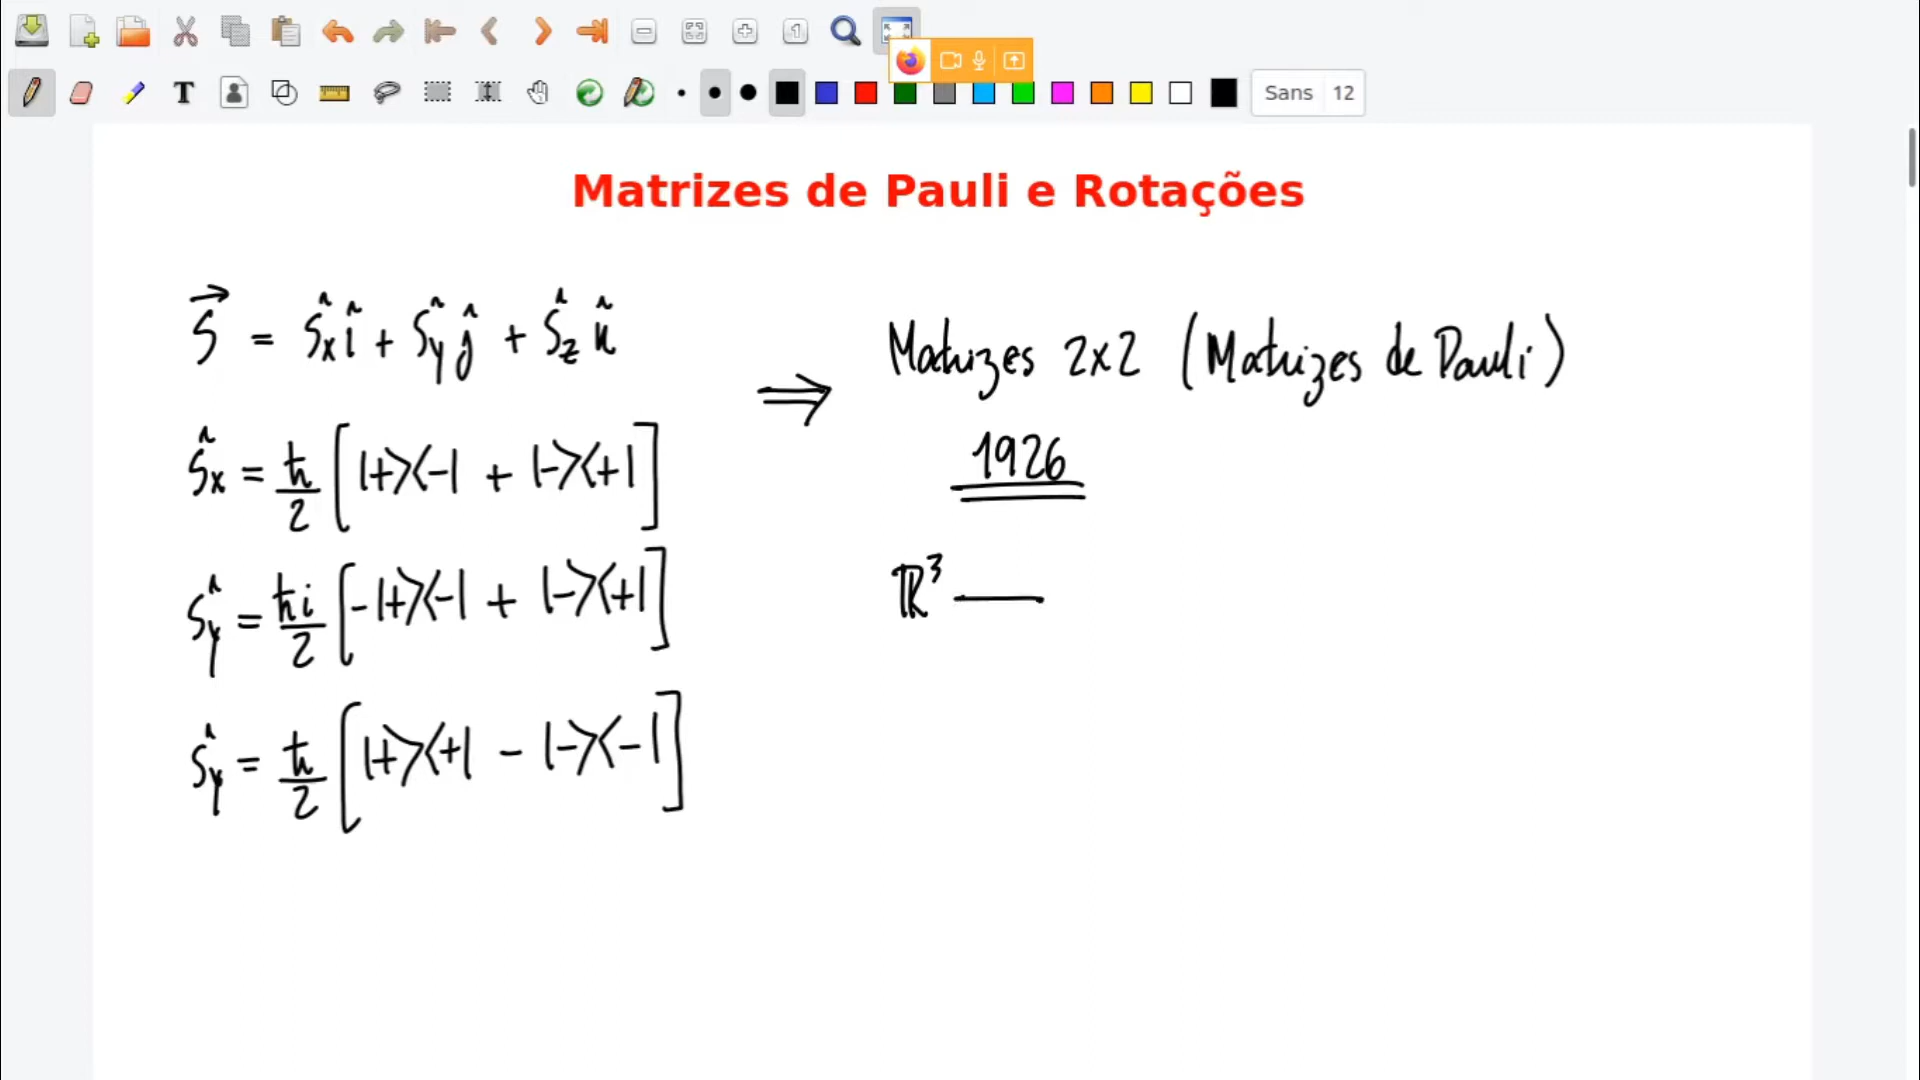 T
1
Sans 12
Matrizes de Pauli e Rotações
S⃗ = Ŝx î + Ŝy ĵ + Ŝz k̂
⇒ Matrizes 2x2 (Matrizes de Pauli)
1926
Ŝx = ħ/2 [|+><-| + |-><+|]
Ŝy = ħi/2 [-|+><-| + |-><+|]
ℝ³ —
Ŝy = ħ/2 [|+><+| - |-><-|]